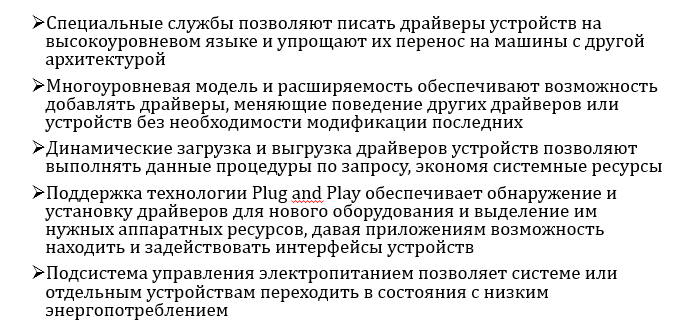 ➢Специальные службы позволяют писать драйверы устройств на
высокоуровневом языке и упрощают их перенос на машины с другой
архитектурой
➢Многоуровневая модель и расширяемость обеспечивают возможность
добавлять драйверы, меняющие поведение других драйверов или
устройств без необходимости модификации последних
➢Динамические загрузка и выгрузка драйверов устройств позволяют
выполнять данные процедуры по запросу, экономя системные ресурсы
➢Поддержка технологии Plug and Play обеспечивает обнаружение и
установку драйверов для нового оборудования и выделение им
нужных аппаратных ресурсов, давая приложениям возможность
находить и задействовать интерфейсы устройств
➢Подсистема управления электропитанием позволяет системе или
отдельным устройствам переходить в состояния с низким
энергопотреблением